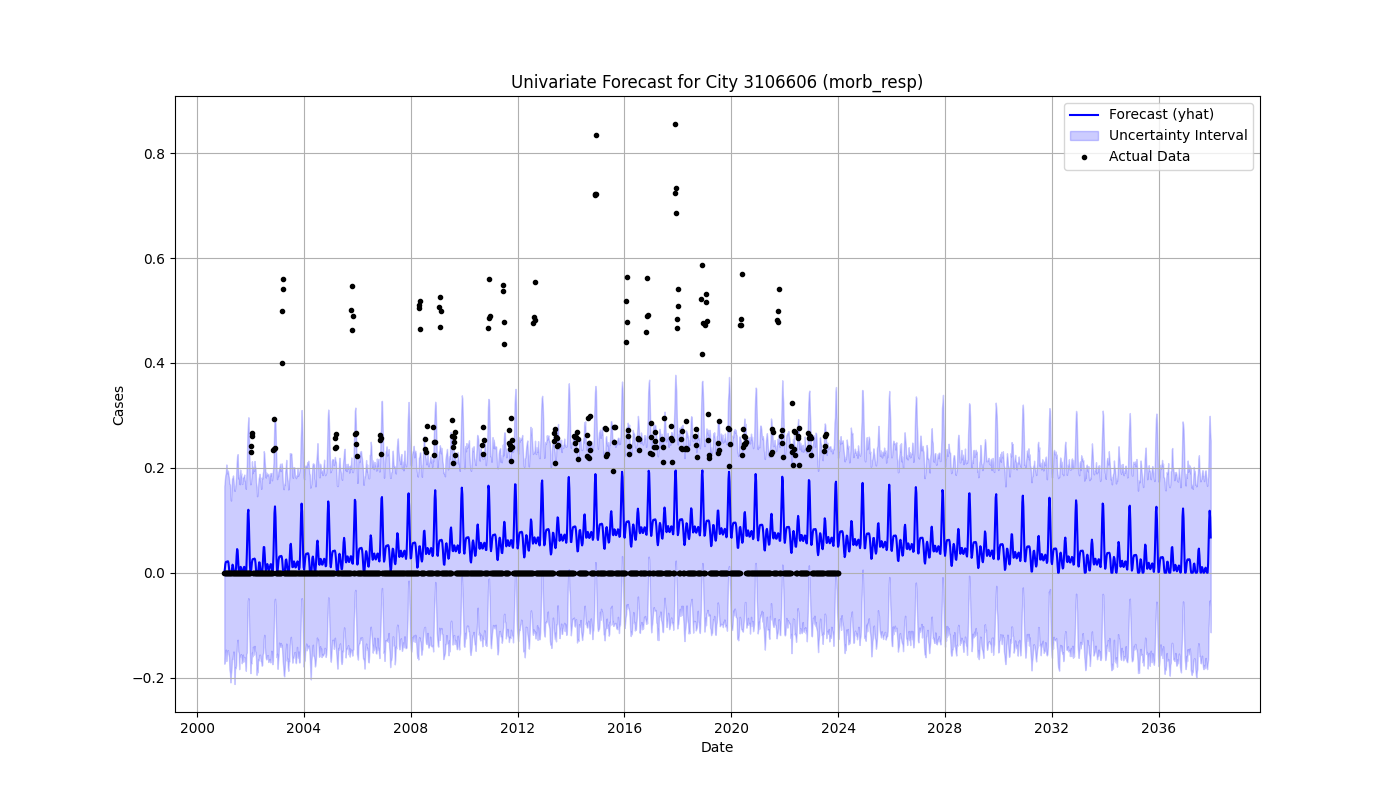 Univariate Forecast for City 3106606 (morb_resp)
Forecast (yhat)
Uncertainty Interval
Actual Data
Cases
0.8
0.6
0.4
0.2
0.0
−0.2
2000 2004 2008 2012 2016 2020 2024 2028 2032 2036
Date